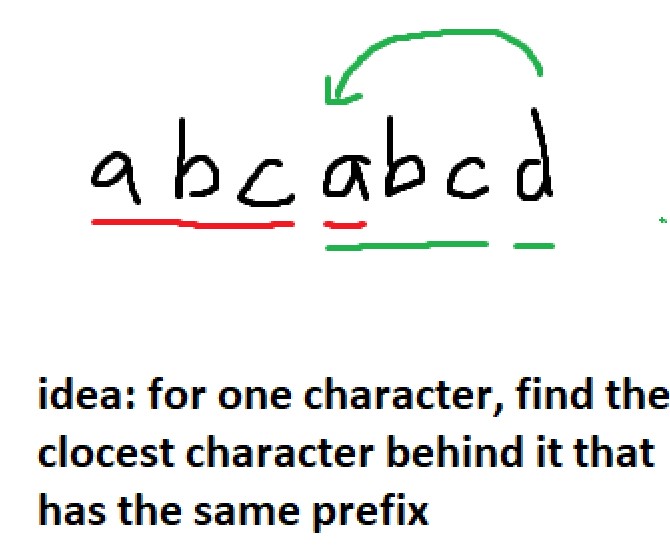 a b c a b c d
idea: for one character, find the
clocest character behind it that
has the same prefix